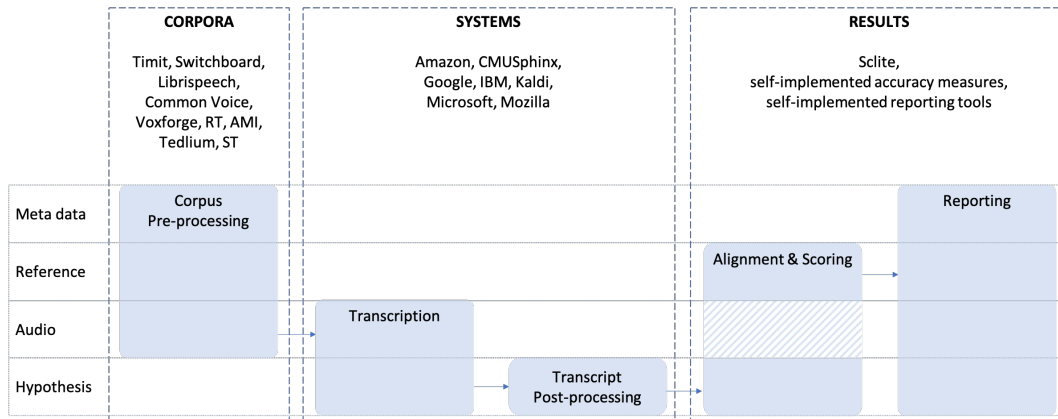 CORPORA
Timit, Switboard,
Librispeech,
Common Voice,
Voxforge, RT, AMI,
Tedlium, ST
SYSTEMS
Amazon, CMUSphinx,
Google, IBM, Kaldi,
Microsoft, Mozilla
RESULTS
Sclite,
self-implemented accuracy measures,
self-implemented reporting tools
Meta data
Reference
Audio
Hypothesis
Corpus
Pre-processing
Transcription
Transcript
Post-processing
Alignment & Scoring
Reporting